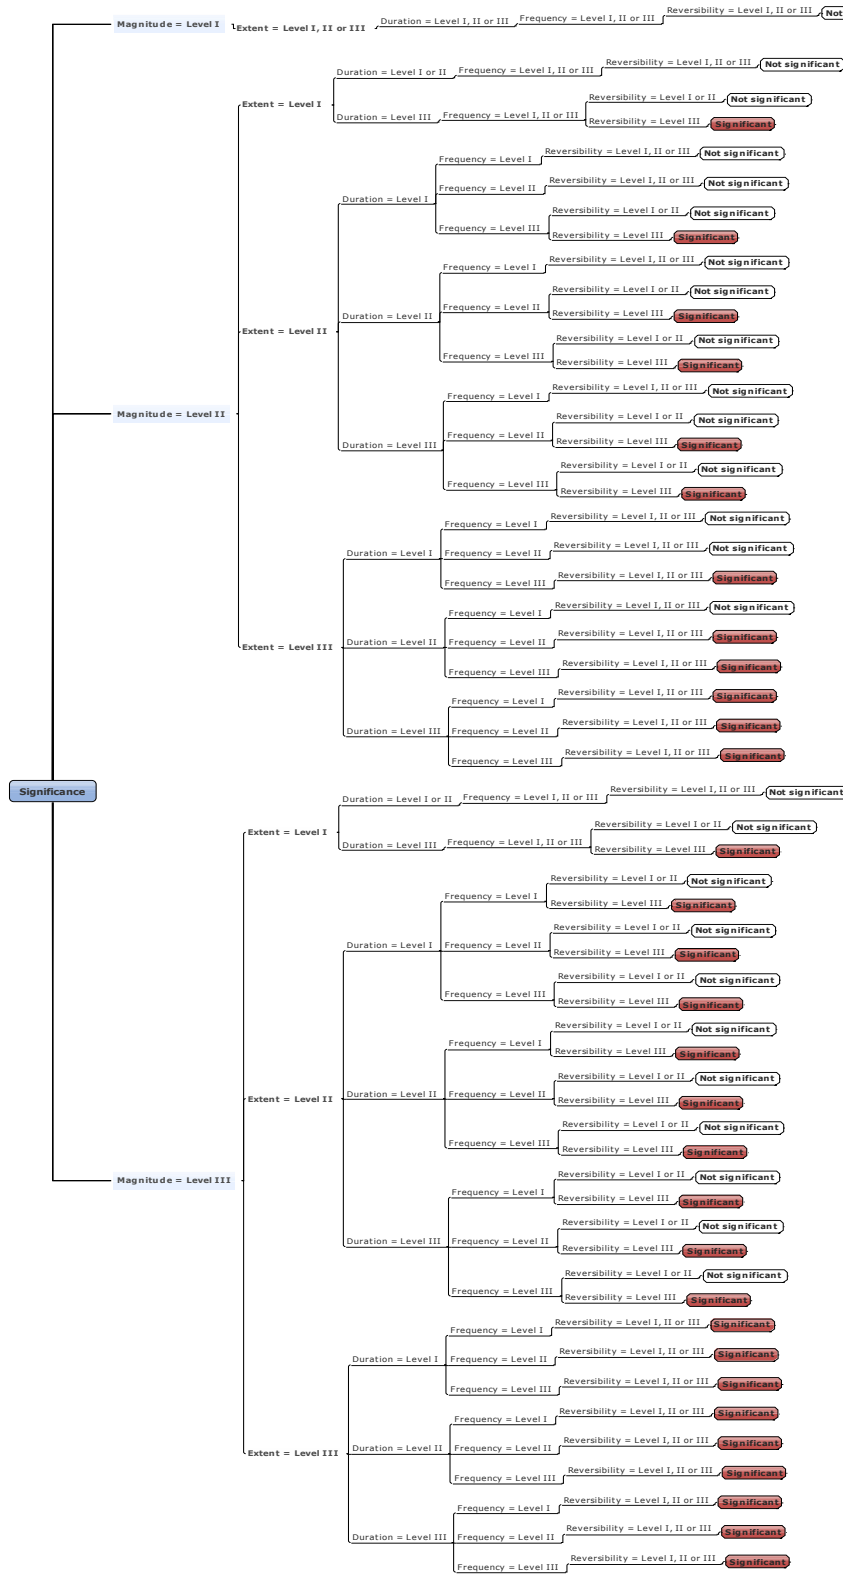 Magnitude = Level I
Extent = Level I, II or III
Duration = Level I, II or III
Frequency = Level I, II or III
Reversibility = Level I, II or III
Not
Magnitude = Level II
Extent = Level I
Duration = Level I or II
Frequency = Level I, II or III
Reversibility = Level I, II or III
Not significant
Duration = Level III
Frequency = Level I, II or III
Reversibility = Level I or II
Not significant
Reversibility = Level III
Significant
Extent = Level II
Duration = Level I
Frequency = Level I
Reversibility = Level I, II or III
Not significant
Frequency = Level II
Reversibility = Level I, II or III
Not significant
Frequency = Level III
Reversibility = Level I or II
Not significant
Reversibility = Level III
Significant
Duration = Level II
Frequency = Level I
Reversibility = Level I, II or III
Not significant
Frequency = Level II
Reversibility = Level I or II
Not significant
Reversibility = Level III
Significant
Frequency = Level III
Reversibility = Level I or II
Not significant
Reversibility = Level III
Significant
Duration = Level III
Frequency = Level I
Reversibility = Level I, II or III
Not significant
Frequency = Level II
Reversibility = Level I or II
Not significant
Reversibility = Level III
Significant
Frequency = Level III
Reversibility = Level I or II
Not significant
Reversibility = Level III
Significant
Extent = Level III
Duration = Level I
Frequency = Level I
Reversibility = Level I, II or III
Not significant
Frequency = Level II
Reversibility = Level I, II or III
Not significant
Frequency = Level III
Reversibility = Level I, II or III
Significant
Duration = Level II
Frequency = Level I
Reversibility = Level I, II or III
Not significant
Frequency = Level II
Reversibility = Level I, II or III
Significant
Frequency = Level III
Reversibility = Level I, II or III
Significant
Duration = Level III
Frequency = Level I
Reversibility = Level I, II or III
Significant
Frequency = Level II
Reversibility = Level I, II or III
Significant
Frequency = Level III
Reversibility = Level I, II or III
Significant
Significance
Magnitude = Level III
Extent = Level I
Duration = Level I or II
Frequency = Level I, II or III
Reversibility = Level I, II or III
Not significant
Duration = Level III
Frequency = Level I, II or III
Reversibility = Level I or II
Not significant
Reversibility = Level III
Significant
Extent = Level II
Duration = Level I
Frequency = Level I
Reversibility = Level I or II
Not significant
Reversibility = Level III
Significant
Frequency = Level II
Reversibility = Level I or II
Not significant
Reversibility = Level III
Significant
Frequency = Level III
Reversibility = Level I or II
Not significant
Reversibility = Level III
Significant
Duration = Level II
Frequency = Level I
Reversibility = Level I or II
Not significant
Reversibility = Level III
Significant
Frequency = Level II
Reversibility = Level I or II
Not significant
Reversibility = Level III
Significant
Frequency = Level III
Reversibility = Level I or II
Not significant
Reversibility = Level III
Significant
Duration = Level III
Frequency = Level I
Reversibility = Level I or II
Not significant
Reversibility = Level III
Significant
Frequency = Level II
Reversibility = Level I or II
Not significant
Reversibility = Level III
Significant
Frequency = Level III
Reversibility = Level I or II
Not significant
Reversibility = Level III
Significant
Extent = Level III
Duration = Level I
Frequency = Level I
Reversibility = Level I, II or III
Significant
Frequency = Level II
Reversibility = Level I, II or III
Significant
Frequency = Level III
Reversibility = Level I, II or III
Significant
Duration = Level II
Frequency = Level I
Reversibility = Level I, II or III
Significant
Frequency = Level II
Reversibility = Level I, II or III
Significant
Frequency = Level III
Reversibility = Level I, II or III
Significant
Duration = Level III
Frequency = Level I
Reversibility = Level I, II or III
Significant
Frequency = Level II
Reversibility = Level I, II or III
Significant
Frequency = Level III
Reversibility = Level I, II or III
Significant